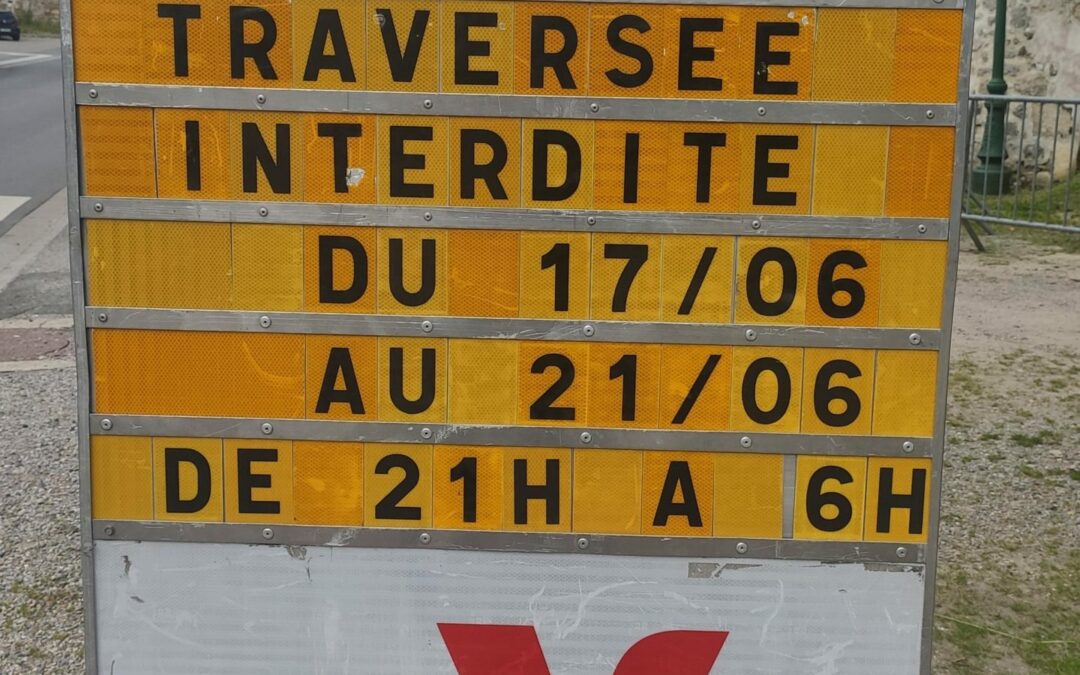 TRAVERSEE
INTERDITE
DU 17/06
AU 21/06
DE 21H A 6H